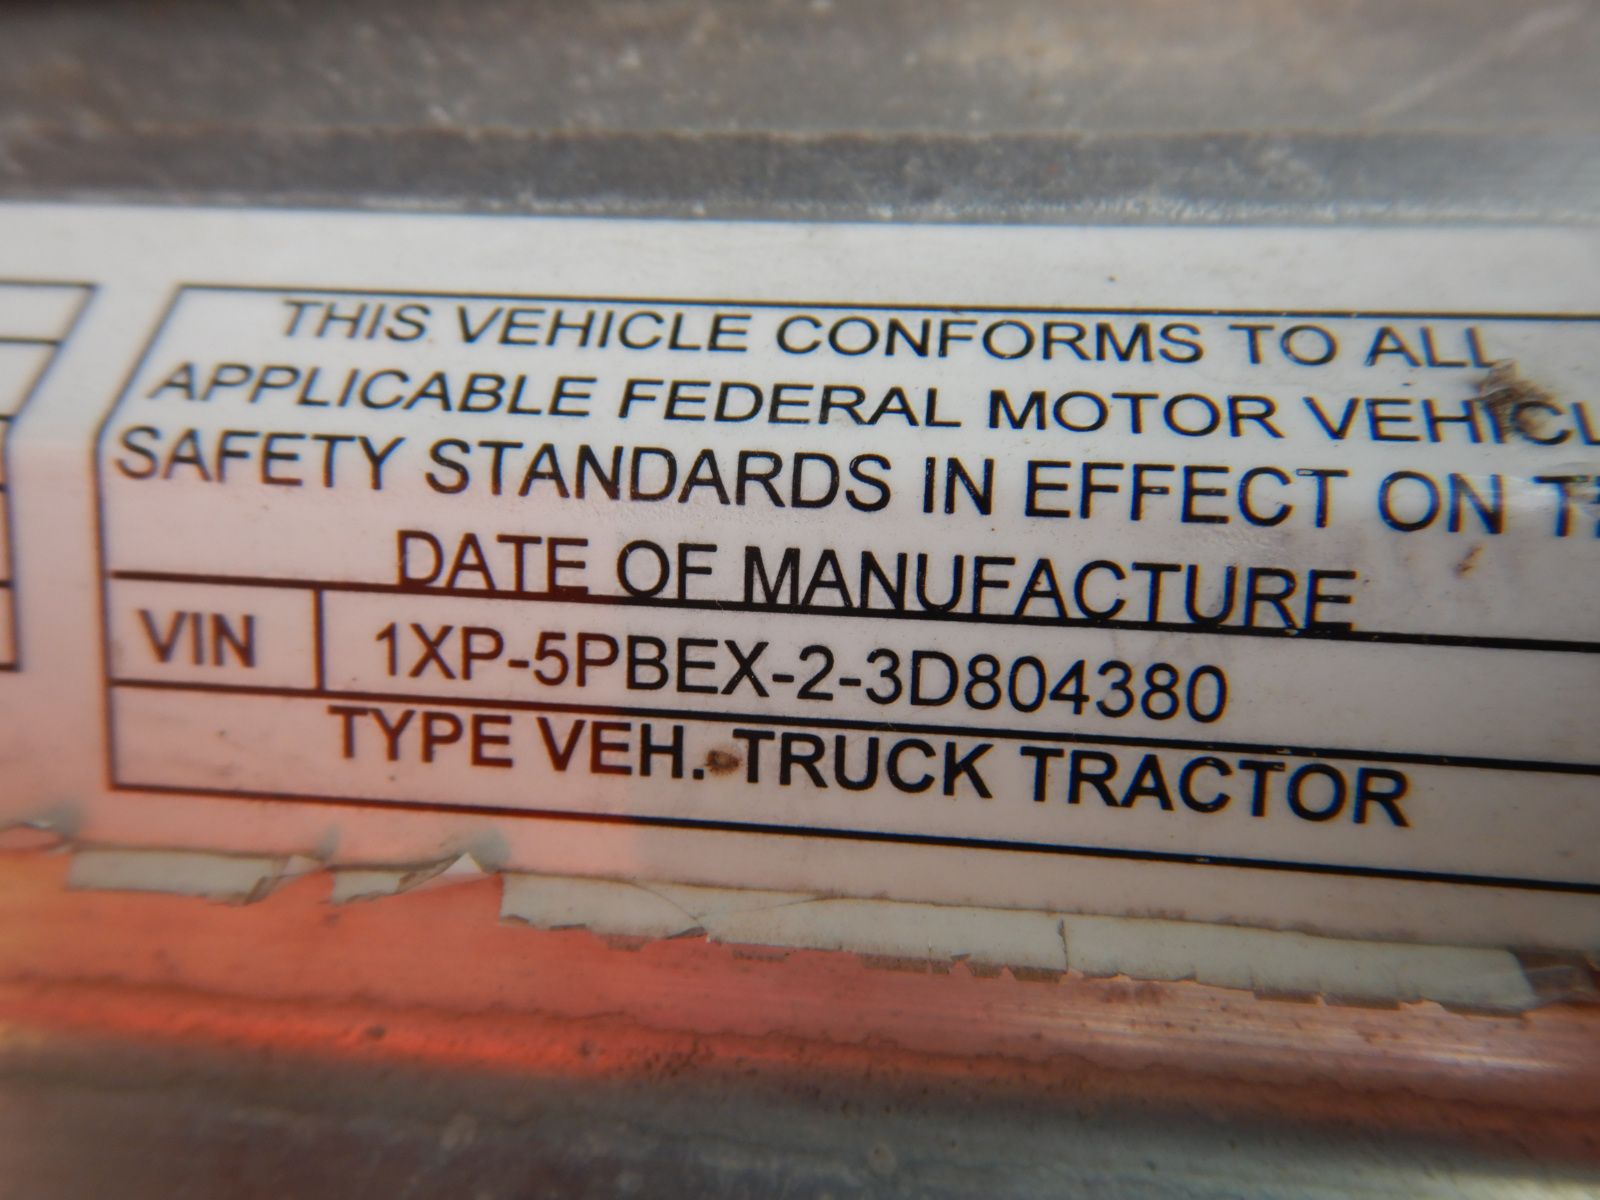 THIS VEHICLE CONFORMS TO ALL
APPLICABLE FEDERAL MOTOR VEHICL
SAFETY STANDARDS IN EFFECT ON
DATE OF MANUFACTURE
VIN 1XP-5PBEX-2-3D804380
TYPE VEH. TRUCK TRACTOR